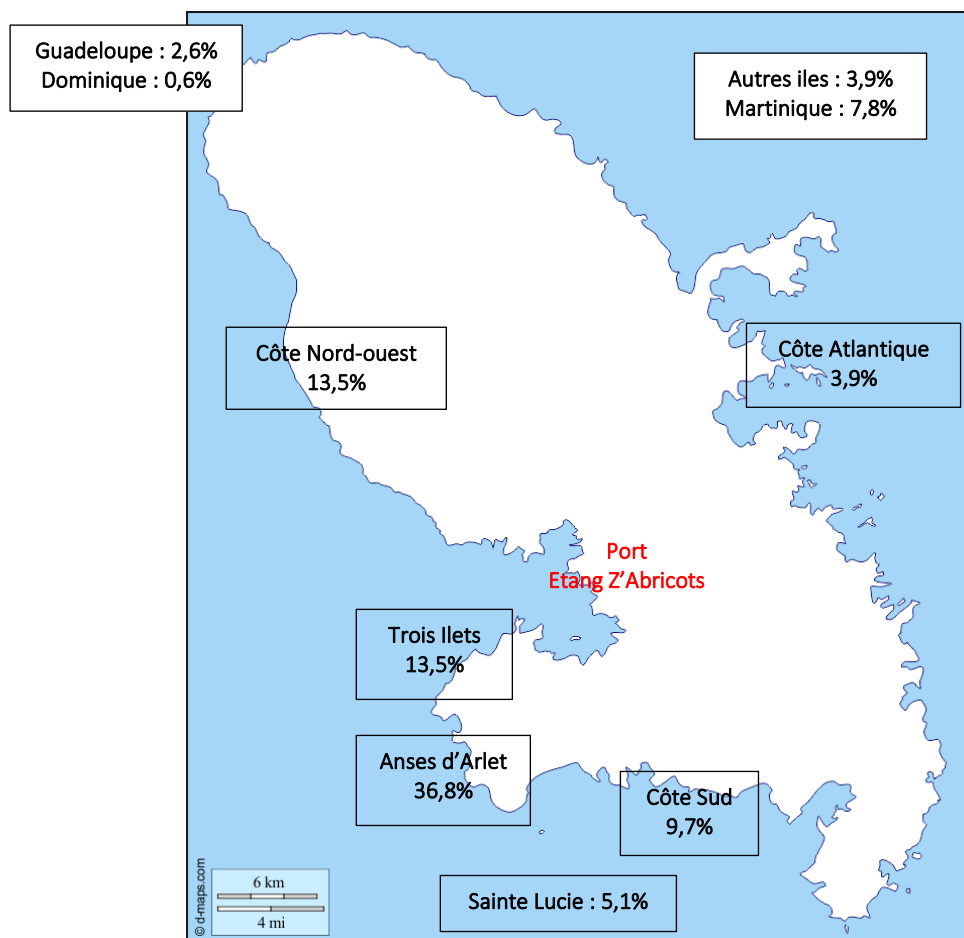 Guadeloupe : 2,6%
Dominique : 0,6%
Autres iles : 3,9%
Martinique : 7,8%
Côte Nord-ouest
13,5%
Côte Atlantique
3,9%
Port
Etang Z’Abricots
Trois Ilets
13,5%
Anses d’Arlet
36,8%
Côte Sud
9,7%
Sainte Lucie : 5,1%
6 km
4 mi
© d-maps.com